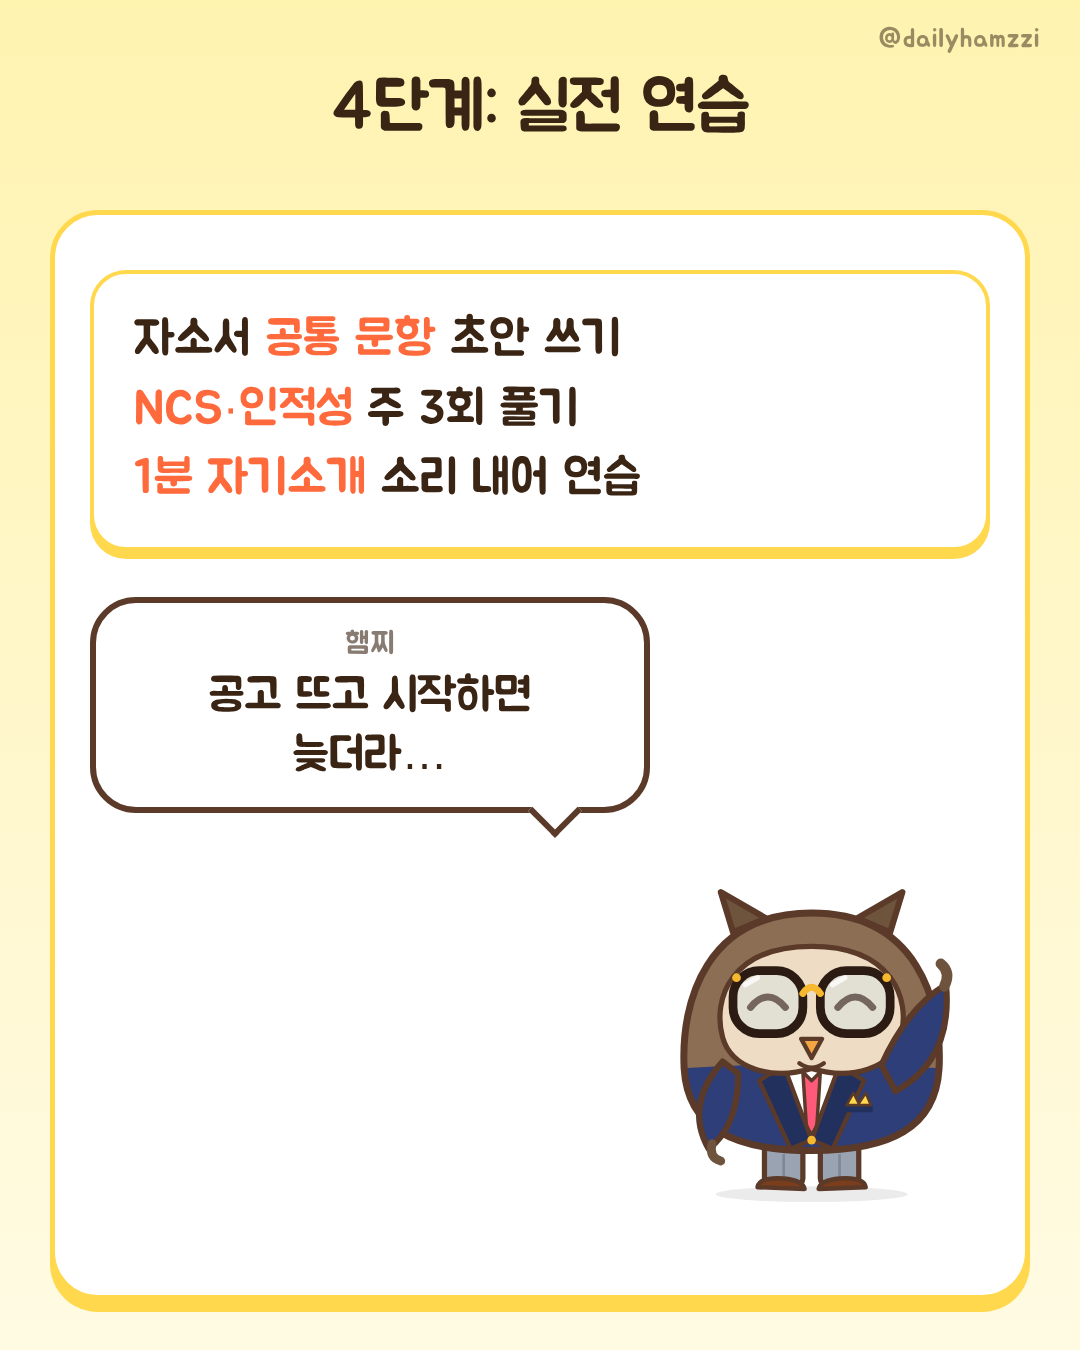 @dailyhamzzi
4단계: 실전 연습
자소서 공통 문항 초안 쓰기
NCS·인적성 주 3회 풀기
1분 자기소개 소리 내어 연습
햄찌
공고 뜨고 시작하면
늦더라...